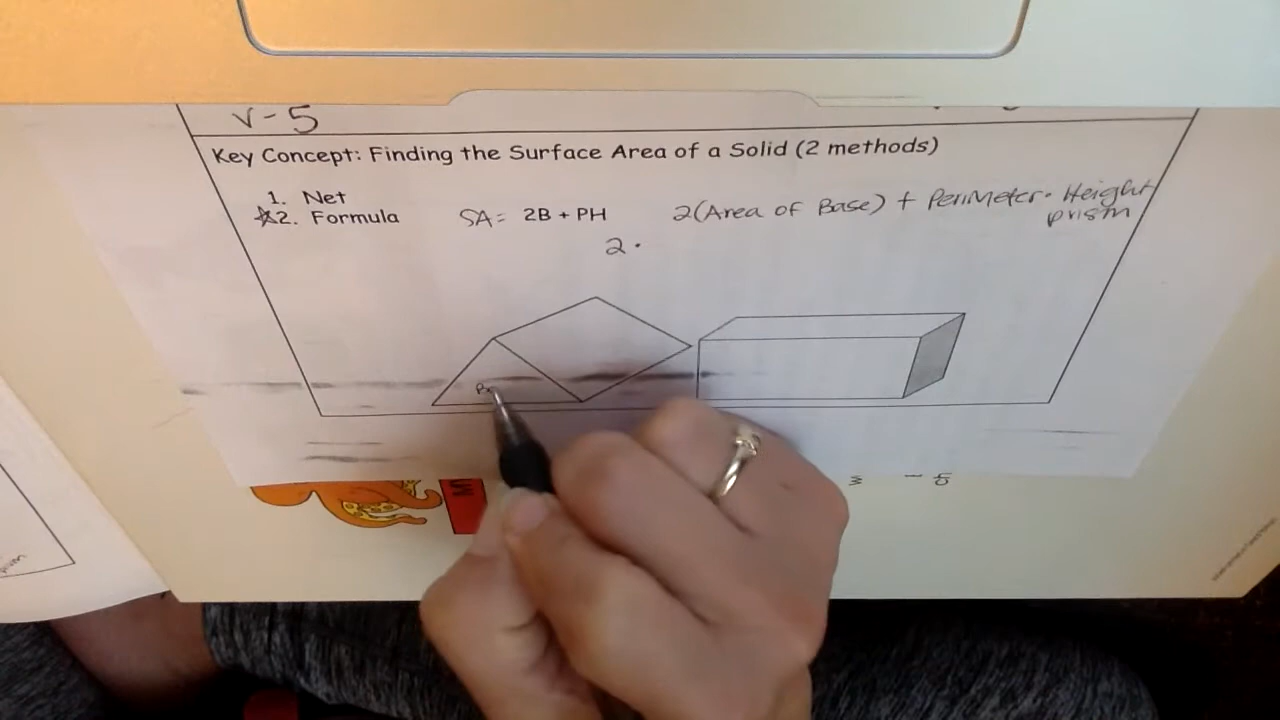 V-5
Key Concept: Finding the Surface Area of a Solid (2 methods)
1. Net
☆2. Formula SA= 2B + PH 2(Area of Base) + PeriMeter · Height
prism
2 ·